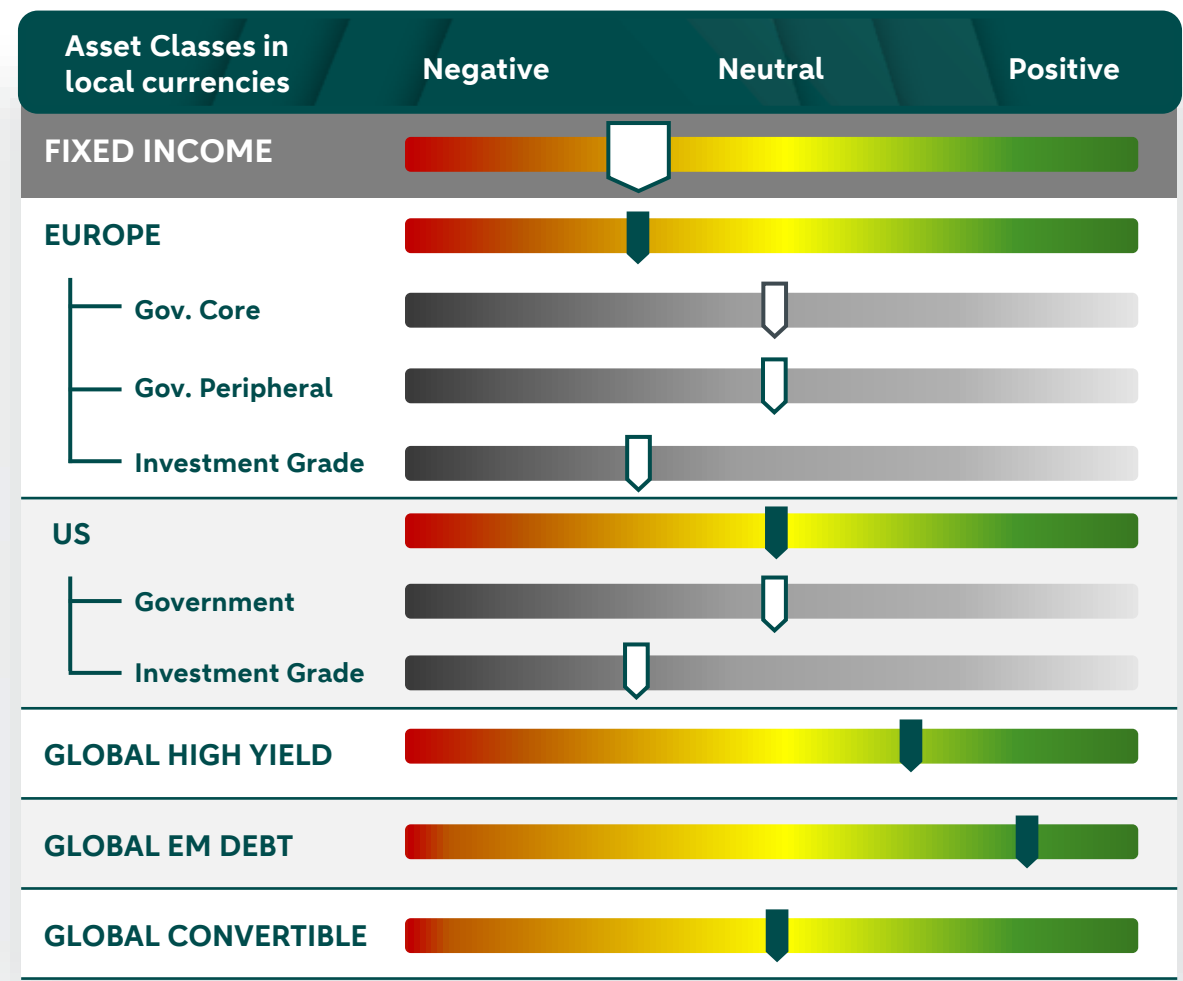 Asset Classes in
local currencies
Negative
Neutral
Positive
FIXED INCOME
EUROPE
Gov. Core
Gov. Peripheral
Investment Grade
US
Government
Investment Grade
GLOBAL HIGH YIELD
GLOBAL EM DEBT
GLOBAL CONVERTIBLE